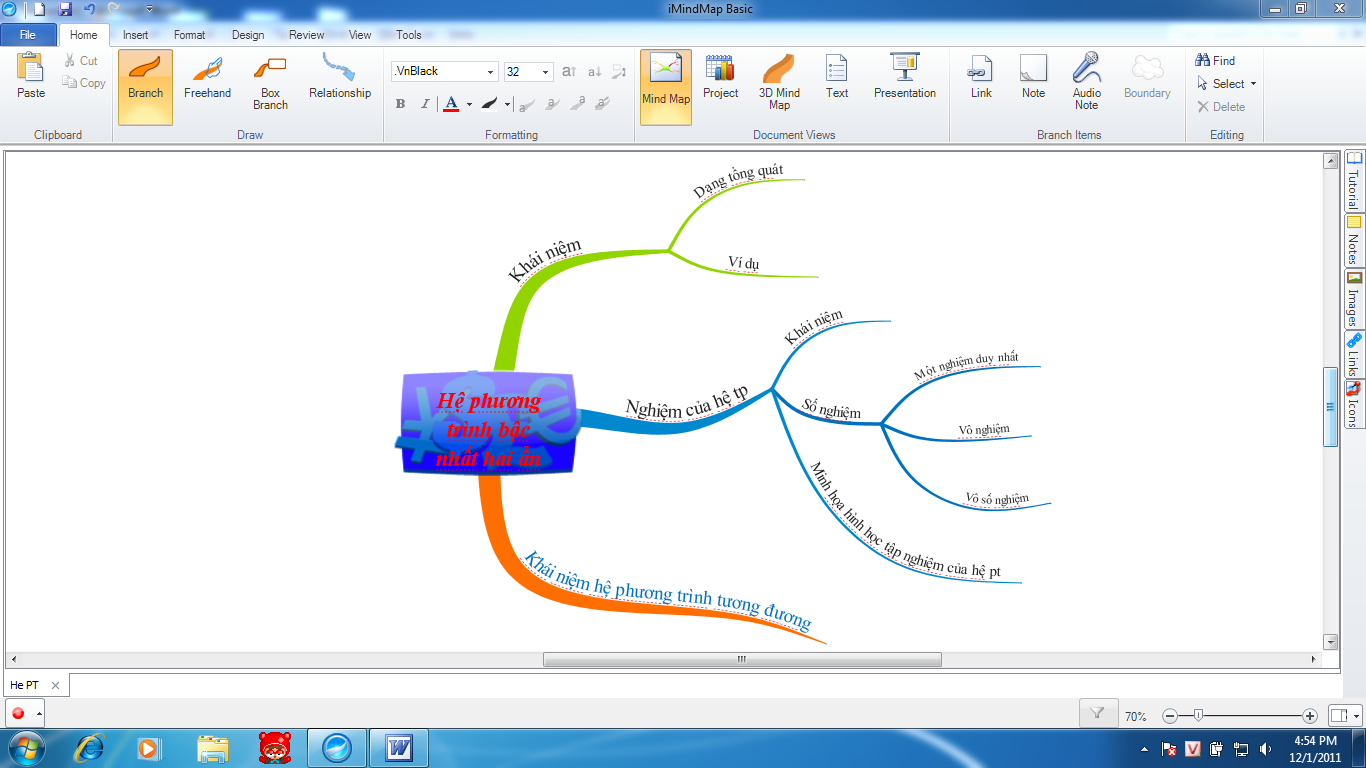 iMindMap Basic
File Home Insert Format Design Review View Tools
Paste
Cut
Copy
Clipboard
Branch
Freehand
Box Branch
Relationship
Draw
.VnBlack 32
B I A
Formatting
Mind Map
Project
3D Mind Map
Text
Presentation
Document Views
Link
Note
Audio Note
Boundary
Branch Items
Find
Select
Delete
Editing
Dạng tổng quát
Khái niệm
Ví dụ
Khái niệm
Một nghiệm duy nhất
Hệ phương
trình bậc
nhất hai ẩn
Nghiệm của hệ tp
Số nghiệm
Vô nghiệm
Vô số nghiệm
Minh họa hình học tập nghiệm của hệ pt
Khái niệm hệ phương trình tương đương
Tutorial
Notes
Images
Links
Icons
He PT
70%
4:54 PM
12/1/2011